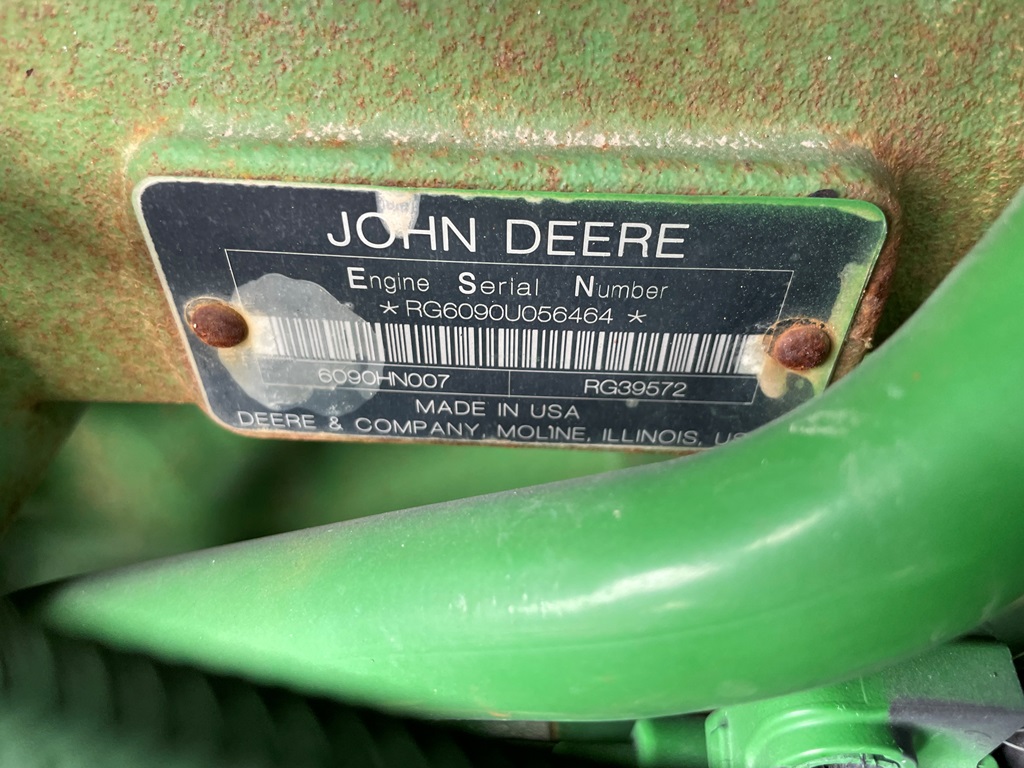 JOHN DEERE
Engine Serial Number
*RG6090U056464*
6090HN007 RG39572
MADE IN USA
DEERE & COMPANY, MOLINE, ILLINOIS,